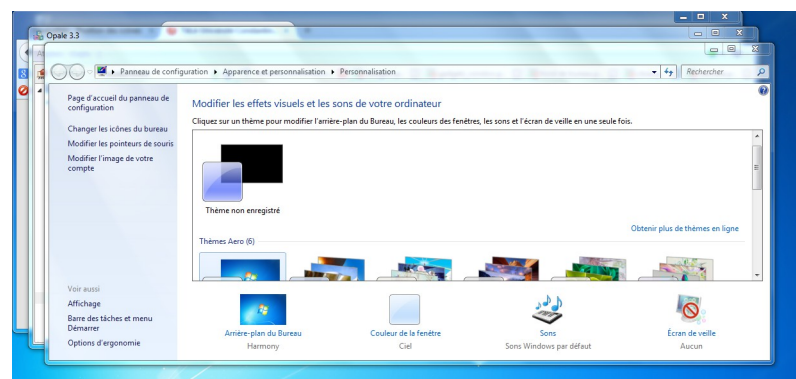 Opale 3.3
Panneau de configuration
Apparence et personnalisation
Personnalisation
Rechercher
Page d'accueil du panneau de
configuration
Changer les icônes du bureau
Modifier les pointeurs de souris
Modifier l'image de votre
compte
Modifier les effets visuels et les sons de votre ordinateur
Cliquez sur un thème pour modifier l'arrière-plan du Bureau, les couleurs des fenêtres, les sons et l'écran de veille en une seule fois.
Thème non enregistré
Obtenir plus de thèmes en ligne
Thèmes Aero (6)
Voir aussi
Affichage
Barre des tâches et menu
Démarrer
Options d'ergonomie
Arrière-plan du Bureau
Harmony
Couleur de la fenêtre
Ciel
Sons
Sons Windows par défaut
Écran de veille
Aucun